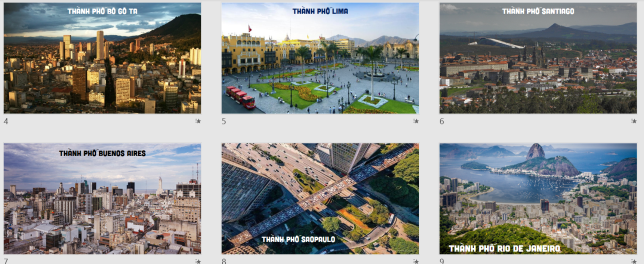 THÀNH PHỐ BÔ GÔ TA
THÀNH PHỐ LIMA
THÀNH PHỐ SANTIAGO
4
5
6
THÀNH PHỐ BUENOS AIRES
THÀNH PHỐ SAOPAULO
THÀNH PHỐ RIO DE JANEIRO
7
8
9